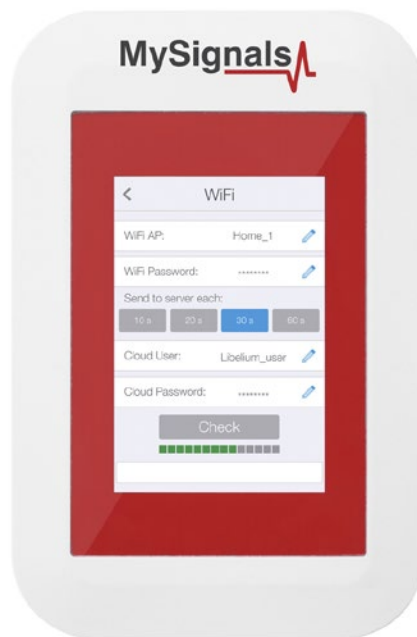 MySignals
< WiFi
WiFi AP: Home_1
WiFi Password: ········
Send to server each:
10 s 20 s 30 s 60 s
Cloud User: Libelium_user
Cloud Password: ········
Check